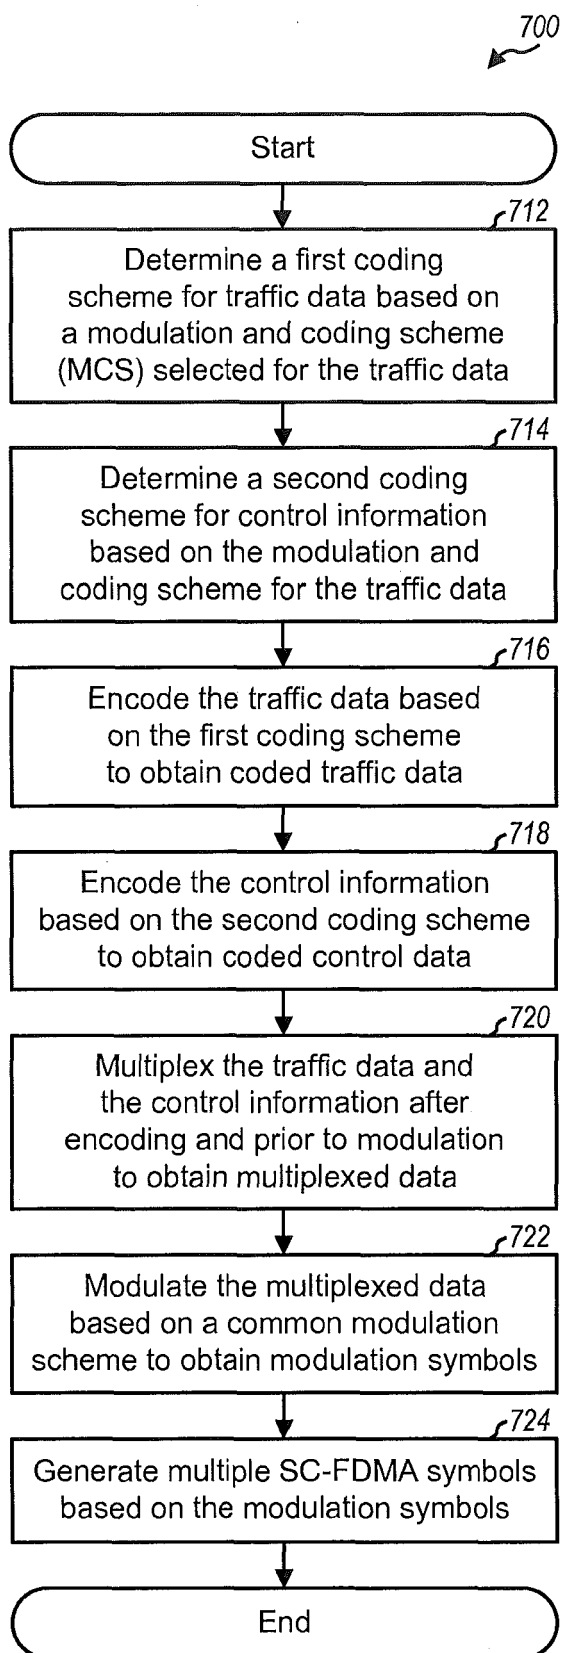 700
Start
712
Determine a first coding
scheme for traffic data based on
a modulation and coding scheme
(MCS) selected for the traffic data
714
Determine a second coding
scheme for control information
based on the modulation and
coding scheme for the traffic data
716
Encode the traffic data based
on the first coding scheme
to obtain coded traffic data
718
Encode the control information
based on the second coding scheme
to obtain coded control data
720
Multiplex the traffic data and
the control information after
encoding and prior to modulation
to obtain multiplexed data
722
Modulate the multiplexed data
based on a common modulation
scheme to obtain modulation symbols
724
Generate multiple SC-FDMA symbols
based on the modulation symbols
End